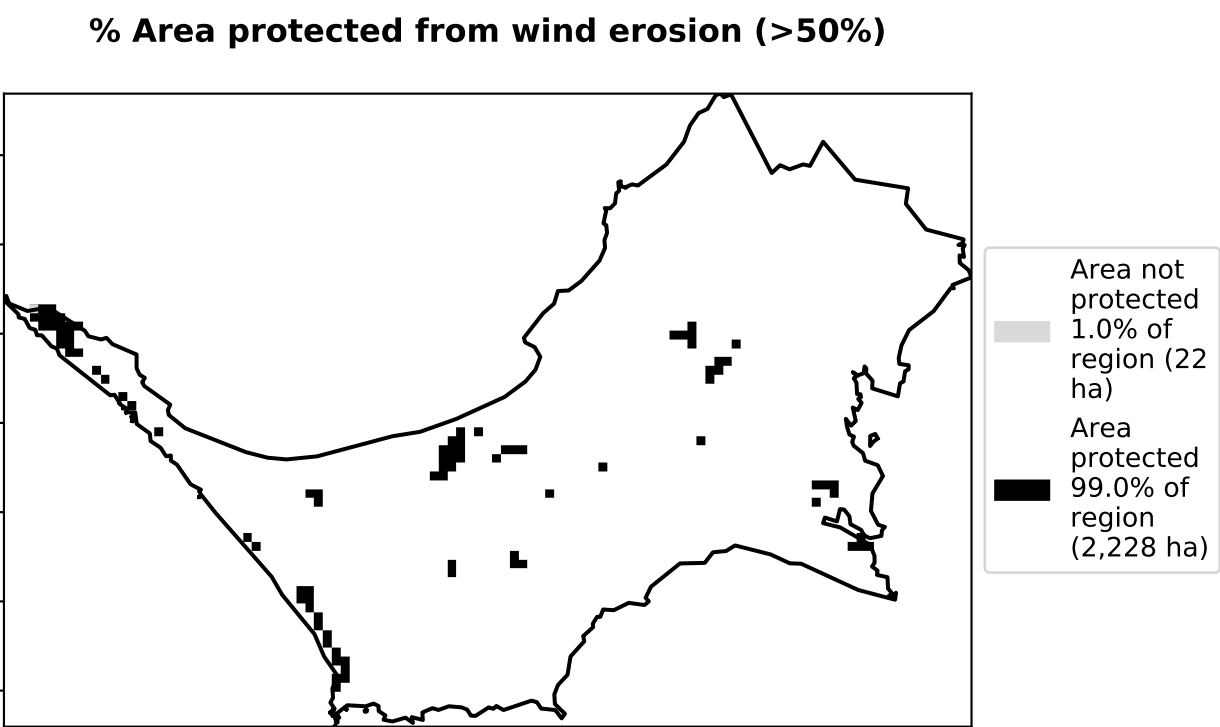 % Area protected from wind erosion (>50%)
Area not
protected
1.0% of
region (22
ha)
Area
protected
99.0% of
region
(2,228 ha)